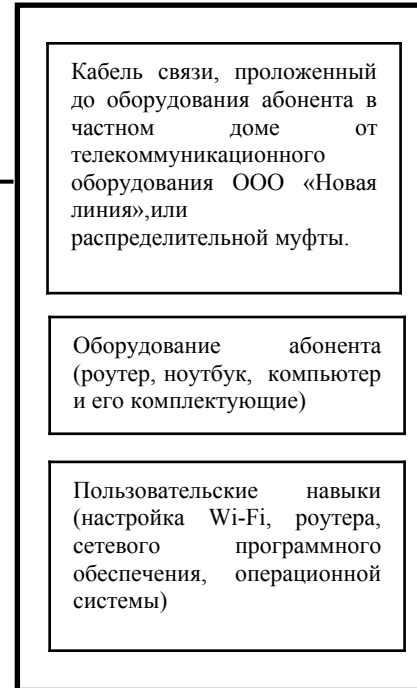 Кабель связи, проложенный
до оборудования абонента в
частном доме от
телекоммуникационного
оборудования ООО «Новая
линия»,или
распределительной муфты.
Оборудование абонента
(роутер, ноутбук, компьютер
и его комплектующие)
Пользовательские навыки
(настройка Wi-Fi, роутера,
сетевого программного
обеспечения, операционной
системы)